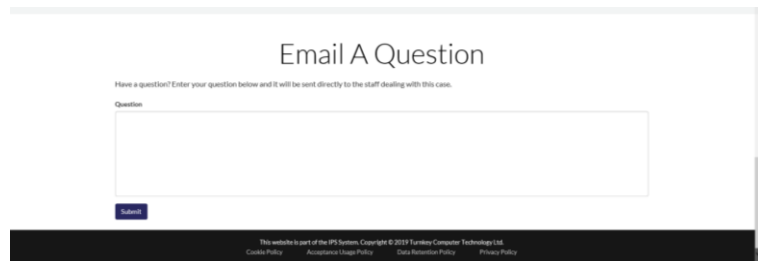 Email A Question
Have a question? Enter your question below and it will be sent directly to the staff dealing with this case.
Question
Submit
This website is part of the IPS System. Copyright © 2019 Turnkey Computer Technology Ltd.
Cookie Policy Acceptance Usage Policy Data Retention Policy Privacy Policy